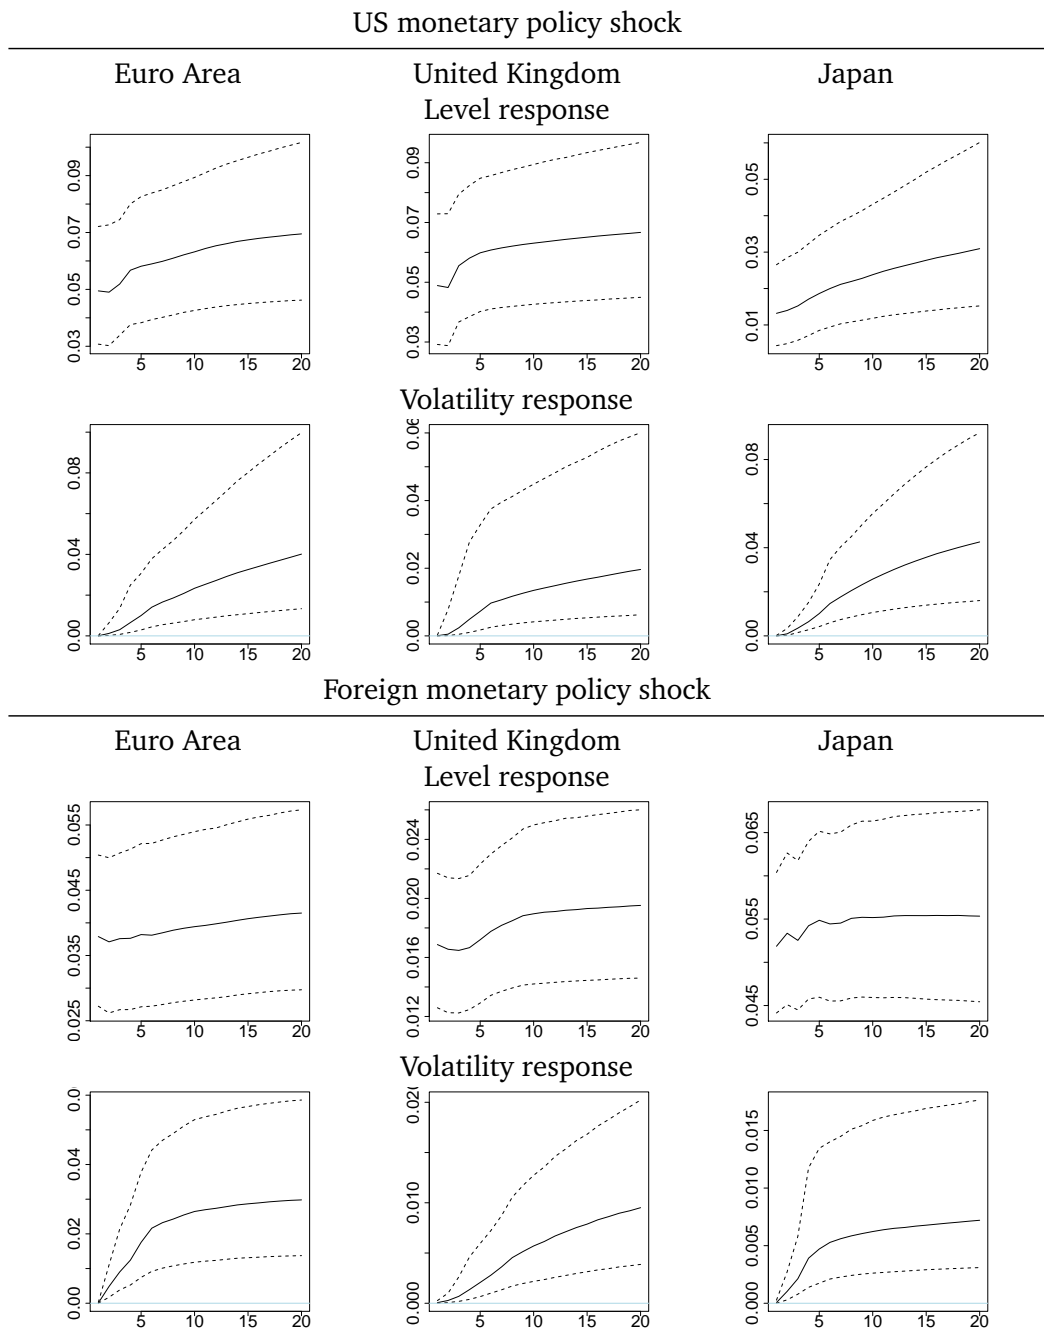 US monetary policy shock
Euro Area United Kingdom Japan
Level response
0.03 0.05 0.07 0.09
5 10 15 20
0.03 0.05 0.07 0.09
5 10 15 20
0.01 0.03 0.05
5 10 15 20
Volatility response
0.00 0.04 0.08
5 10 15 20
0.00 0.02 0.04
5 10 15 20
0.00 0.04 0.08
5 10 15 20
Foreign monetary policy shock
Euro Area United Kingdom Japan
Level response
0.025 0.035 0.045 0.055
5 10 15 20
0.012 0.016 0.020 0.024
5 10 15 20
0.045 0.055 0.065
5 10 15 20
Volatility response
0.00 0.02 0.04
5 10 15 20
0.000 0.010
5 10 15 20
0.000 0.005 0.010 0.015
5 10 15 20